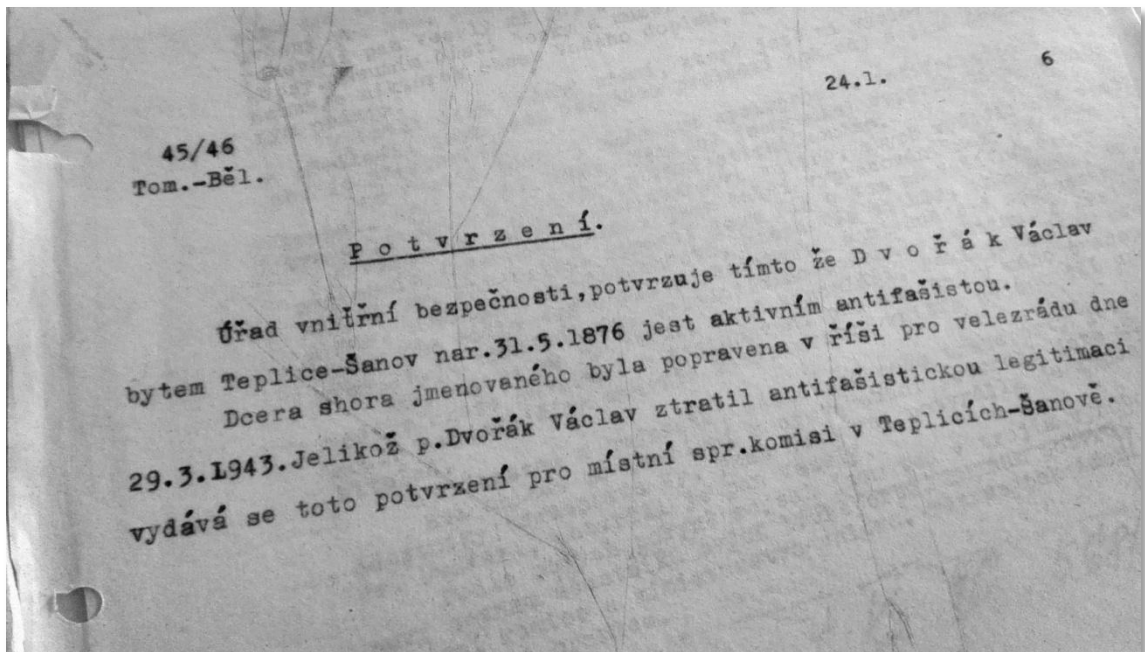 24.1. 6
45/46
Tom.-Běl.
P o t v r z e n í.
Úřad vnitřní bezpečnosti,potvrzuje tímto že D v o ř á k Václav
bytem Teplice-Šanov nar.31.5.1876 jest aktivním antifašistou.
Dcera shora jmenovaného byla popravena v říši pro velezrádu dne
29.3.1943.Jelikož p.Dvořák Václav ztratil antifašistickou legitimaci
vydává se toto potvrzení pro místní spr.komisi v Teplicích-Šanově.